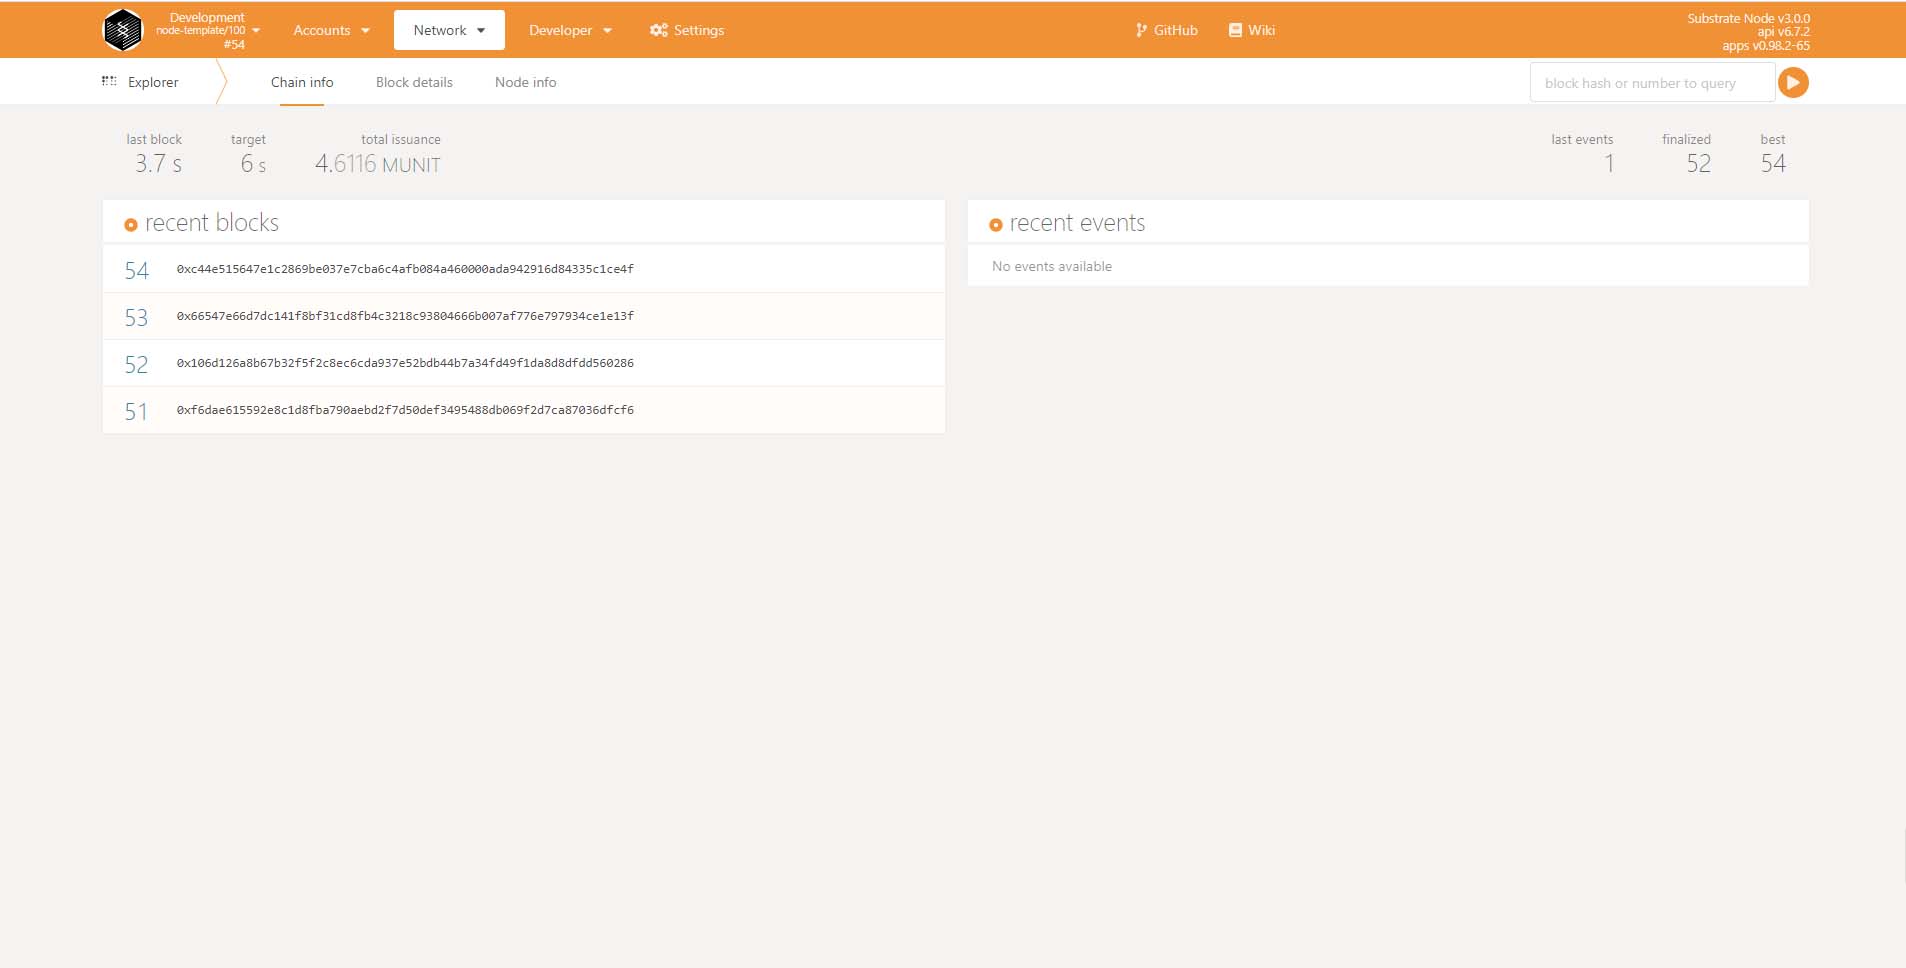 Development
node-template/100
#54
Accounts
Network
Developer
Settings
GitHub
Wiki
Substrate Node v3.0.0
api v6.7.2
apps v0.98.2-65
Explorer
Chain info
Block details
Node info
block hash or number to query
last block
3.7 s
target
6 s
total issuance
4.6116 MUNIT
last events
1
finalized
52
best
54
recent blocks
54 0xc44e515647e1c2869be037e7cba6c4afb084a460000ada942916d84335c1ce4f
53 0x66547e66d7dc141f8bf31cd8fb4c3218c93804666b007af776e797934ce1e13f
52 0x106d126a8b67b32f5f2c8ec6cda937e52bdb44b7a34fd49f1da8d8dfdd560286
51 0xf6dae615592e8c1d8fba790aebd2f7d50def3495488db069f2d7ca87036dfcf6
recent events
No events available